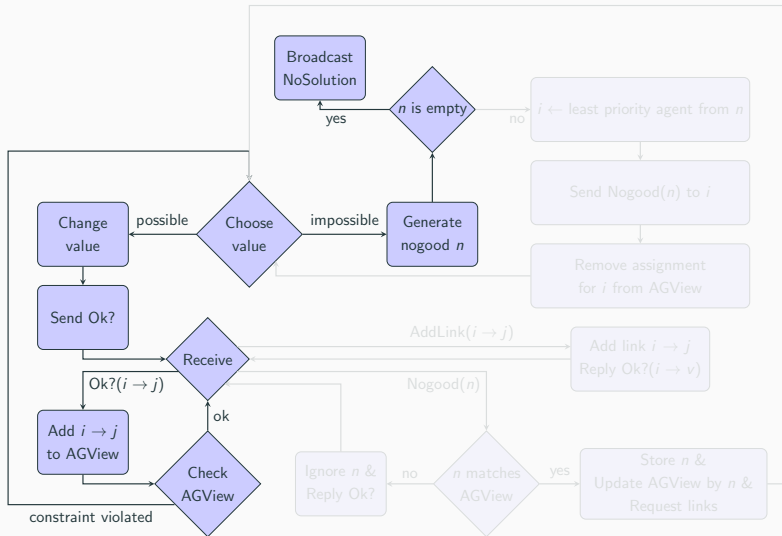 Broadcast
NoSolution
n is empty
yes
no
i ← least priority agent from n
Send Nogood(n) to i
Change
value
possible
Choose
value
impossible
Generate
nogood n
Remove assignment
for i from AGView
Send Ok?
Receive
AddLink(i → j)
Add link i → j
Reply Ok?(i → v)
Ok?(i → j)
Nogood(n)
ok
Add i → j
to AGView
Check
AGView
Ignore n &
Reply Ok?
no
n matches
AGView
yes
Store n &
Update AGView by n &
Request links
constraint violated